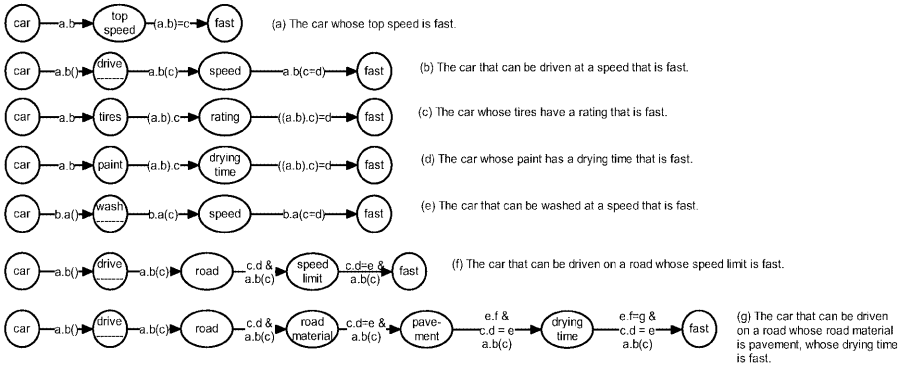 car a.b top speed (a.b)=c fast (a) The car whose top speed is fast.
car a.b() drive ------- a.b(c) speed a.b(c=d) fast (b) The car that can be driven at a speed that is fast.
car a.b tires (a.b).c rating ((a.b).c)=d fast (c) The car whose tires have a rating that is fast.
car a.b paint (a.b).c drying time ((a.b).c)=d fast (d) The car whose paint has a drying time that is fast.
car b.a() wash ------- b.a(c) speed b.a(c=d) fast (e) The car that can be washed at a speed that is fast.
car a.b() drive ------- a.b(c) road c.d & a.b(c) speed limit c.d=e & a.b(c) fast (f) The car that can be driven on a road whose speed limit is fast.
car a.b() drive ------- a.b(c) road c.d & a.b(c) road material c.d=e & a.b(c) pave- ment e.f & c.d = e a.b(c) drying time e.f=g & c.d = e a.b(c) fast (g) The car that can be driven
on a road whose road material
is pavement, whose drying time
is fast.